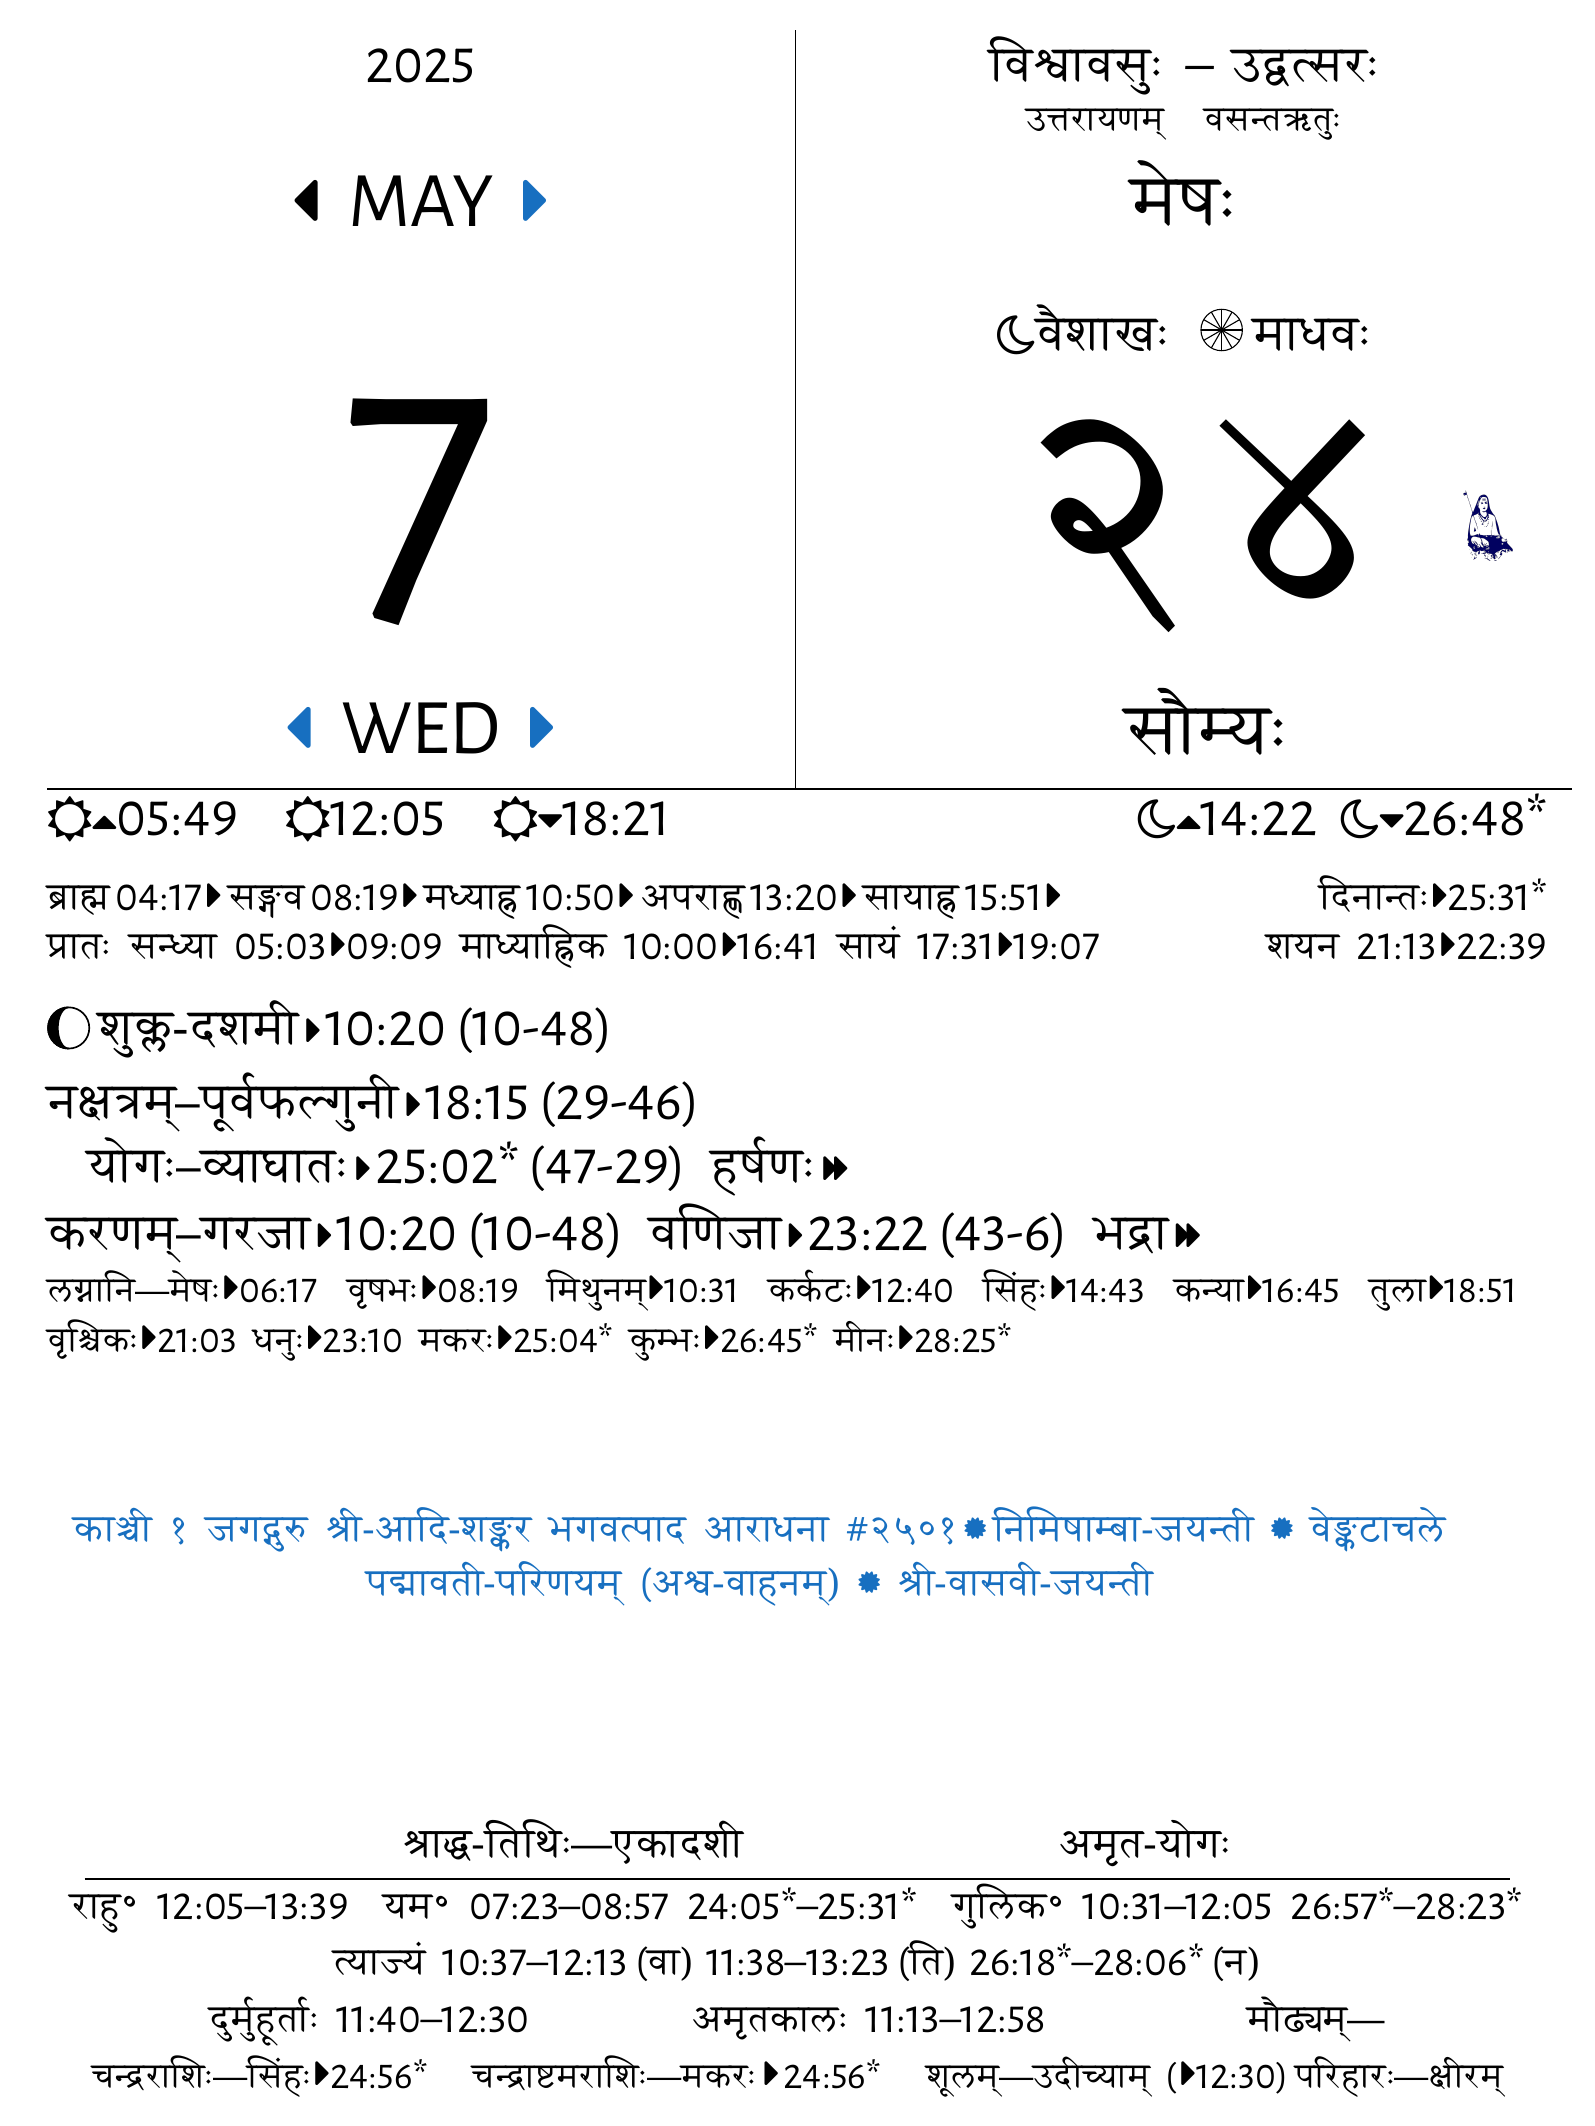 2025
MAY
7
WED
विश्वावसुः – उद्वत्सरः
उत्तरायणम् वसन्तऋतुः
मेषः
वैशाखः माधवः
२४
सौम्यः
05:49 12:05 18:21 14:22 26:48*
ब्राह्म 04:17 सङ्गव 08:19 मध्याह्न 10:50 अपराह्ण 13:20 सायाह्न 15:51 दिनान्तः 25:31*
प्रातः सन्ध्या 05:03 09:09 माध्याह्निक 10:00 16:41 सायं 17:31 19:07 शयन 21:13 22:39
शुक्ल-दशमी 10:20 (10-48)
नक्षत्रम्–पूर्वफल्गुनी 18:15 (29-46)
योगः–व्याघातः 25:02* (47-29) हर्षणः
करणम्–गरजा 10:20 (10-48) वणिजा 23:22 (43-6) भद्रा
लग्नानि—मेषः 06:17 वृषभः 08:19 मिथुनम् 10:31 कर्कटः 12:40 सिंहः 14:43 कन्या 16:45 तुला 18:51
वृश्चिकः 21:03 धनुः 23:10 मकरः 25:04* कुम्भः 26:45* मीनः 28:25*
काञ्ची १ जगद्गुरु श्री-आदि-शङ्कर भगवत्पाद आराधना #२५०१ निमिषाम्बा-जयन्ती वेङ्कटाचले
पद्मावती-परिणयम् (अश्व-वाहनम्) श्री-वासवी-जयन्ती
श्राद्ध-तिथिः—एकादशी अमृत-योगः
राहु॰ 12:05–13:39 यम॰ 07:23–08:57 24:05*–25:31* गुलिक॰ 10:31–12:05 26:57*–28:23*
त्याज्यं 10:37–12:13 (वा) 11:38–13:23 (ति) 26:18*–28:06* (न)
दुर्मुहूर्ताः 11:40–12:30 अमृतकालः 11:13–12:58 मौढ्यम्—
चन्द्रराशिः—सिंहः 24:56* चन्द्राष्टमराशिः—मकरः 24:56* शूलम्—उदीच्याम् (12:30) परिहारः—क्षीरम्